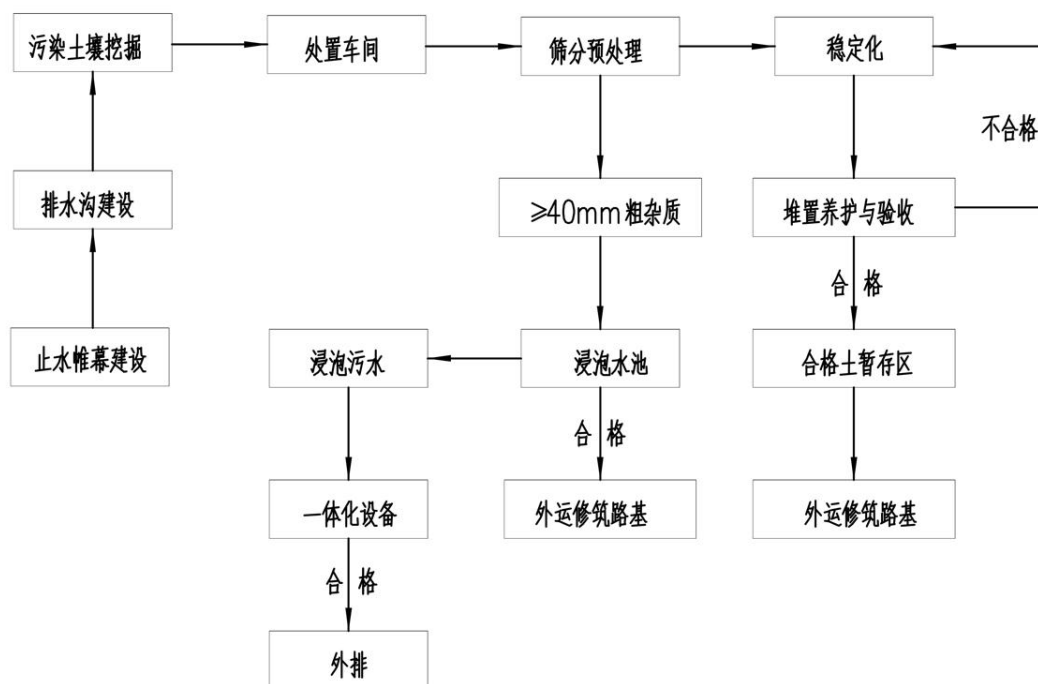 污染土壤挖掘
处置车间
筛分预处理
稳定化
不合格
排水沟建设
≥40mm粗杂质
堆置养护与验收
合 格
止水帷幕建设
浸泡污水
浸泡水池
合格土暂存区
合 格
一体化设备
外运修筑路基
外运修筑路基
合 格
外排